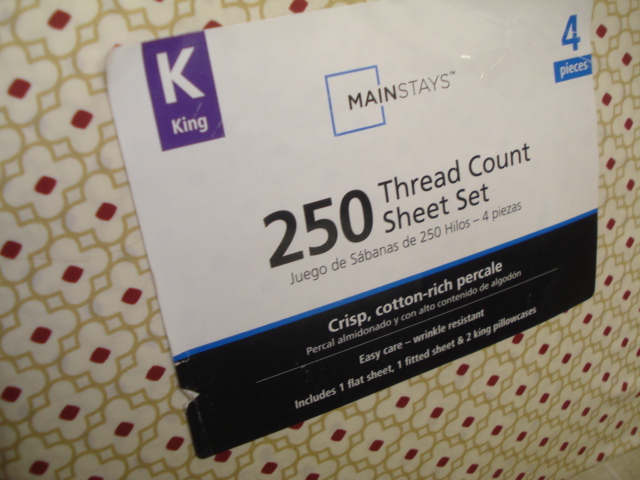 K
King
MAINSTAYS™
4
pieces
250 Thread Count
Sheet Set
Juego de Sábanas de 250 Hilos – 4 piezas
Crisp, cotton-rich percale
Percal almidonado y con alto contenido de algodón
Easy care – wrinkle resistant
Includes 1 flat sheet, 1 fitted sheet & 2 king pillowcases